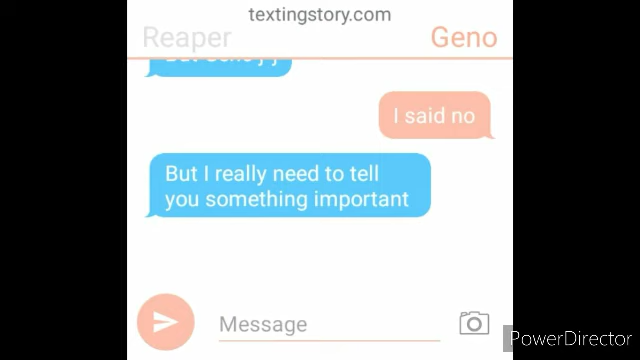 textingstory.com
Reaper
Geno
I said no
But I really need to tell
you something important
Message
PowerDirector